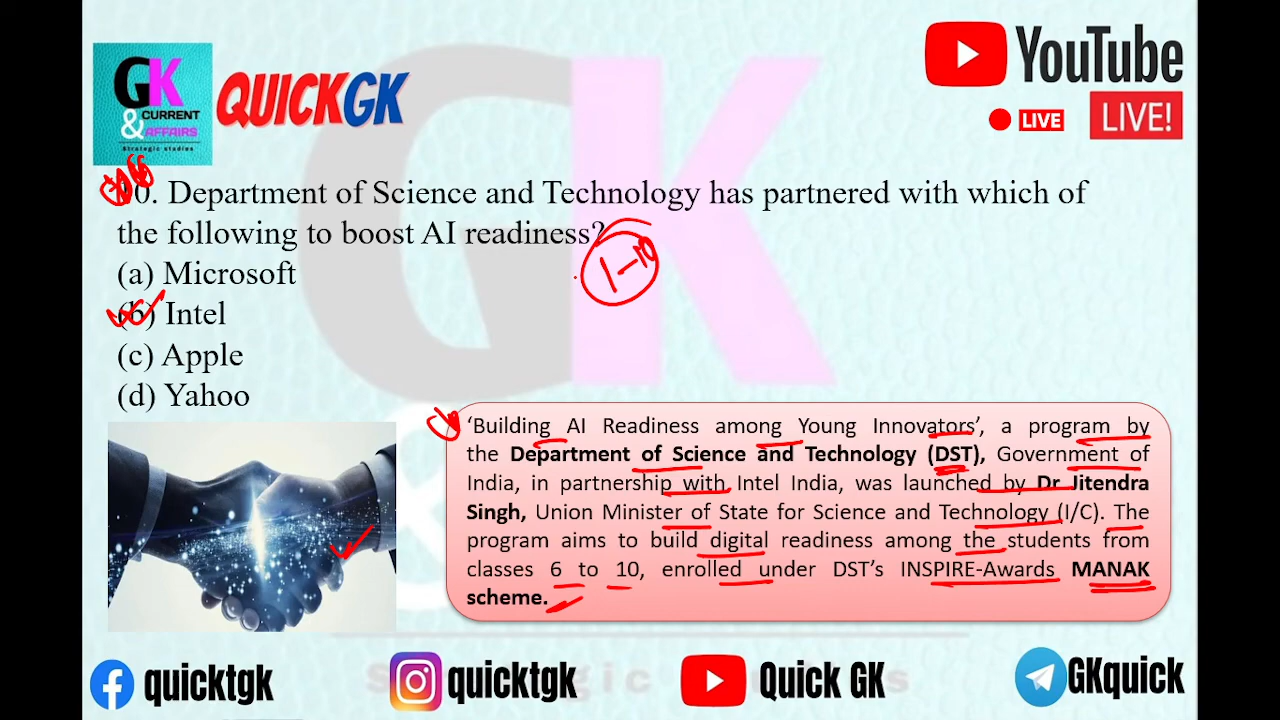 GK
CURRENT
& AFFAIRS
Strategic studies
QUICKGK
YouTube
LIVE
LIVE!
0. Department of Science and Technology has partnered with which of
the following to boost AI readiness?
1-10
(a) Microsoft
(b) Intel
(c) Apple
(d) Yahoo
‘Building AI Readiness among Young Innovators’, a program by
the Department of Science and Technology (DST), Government of
India, in partnership with Intel India, was launched by Dr Jitendra
Singh, Union Minister of State for Science and Technology (I/C). The
program aims to build digital readiness among the students from
classes 6 to 10, enrolled under DST’s INSPIRE-Awards MANAK
scheme.
quicktgk
quicktgk
Quick GK
GKquick